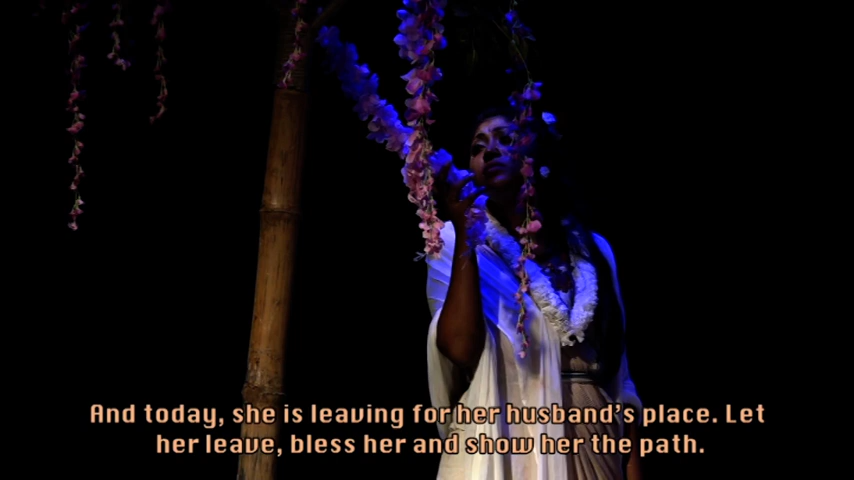 And today, she is leaving for her husband's place. Let
her leave, bless her and show her the path.